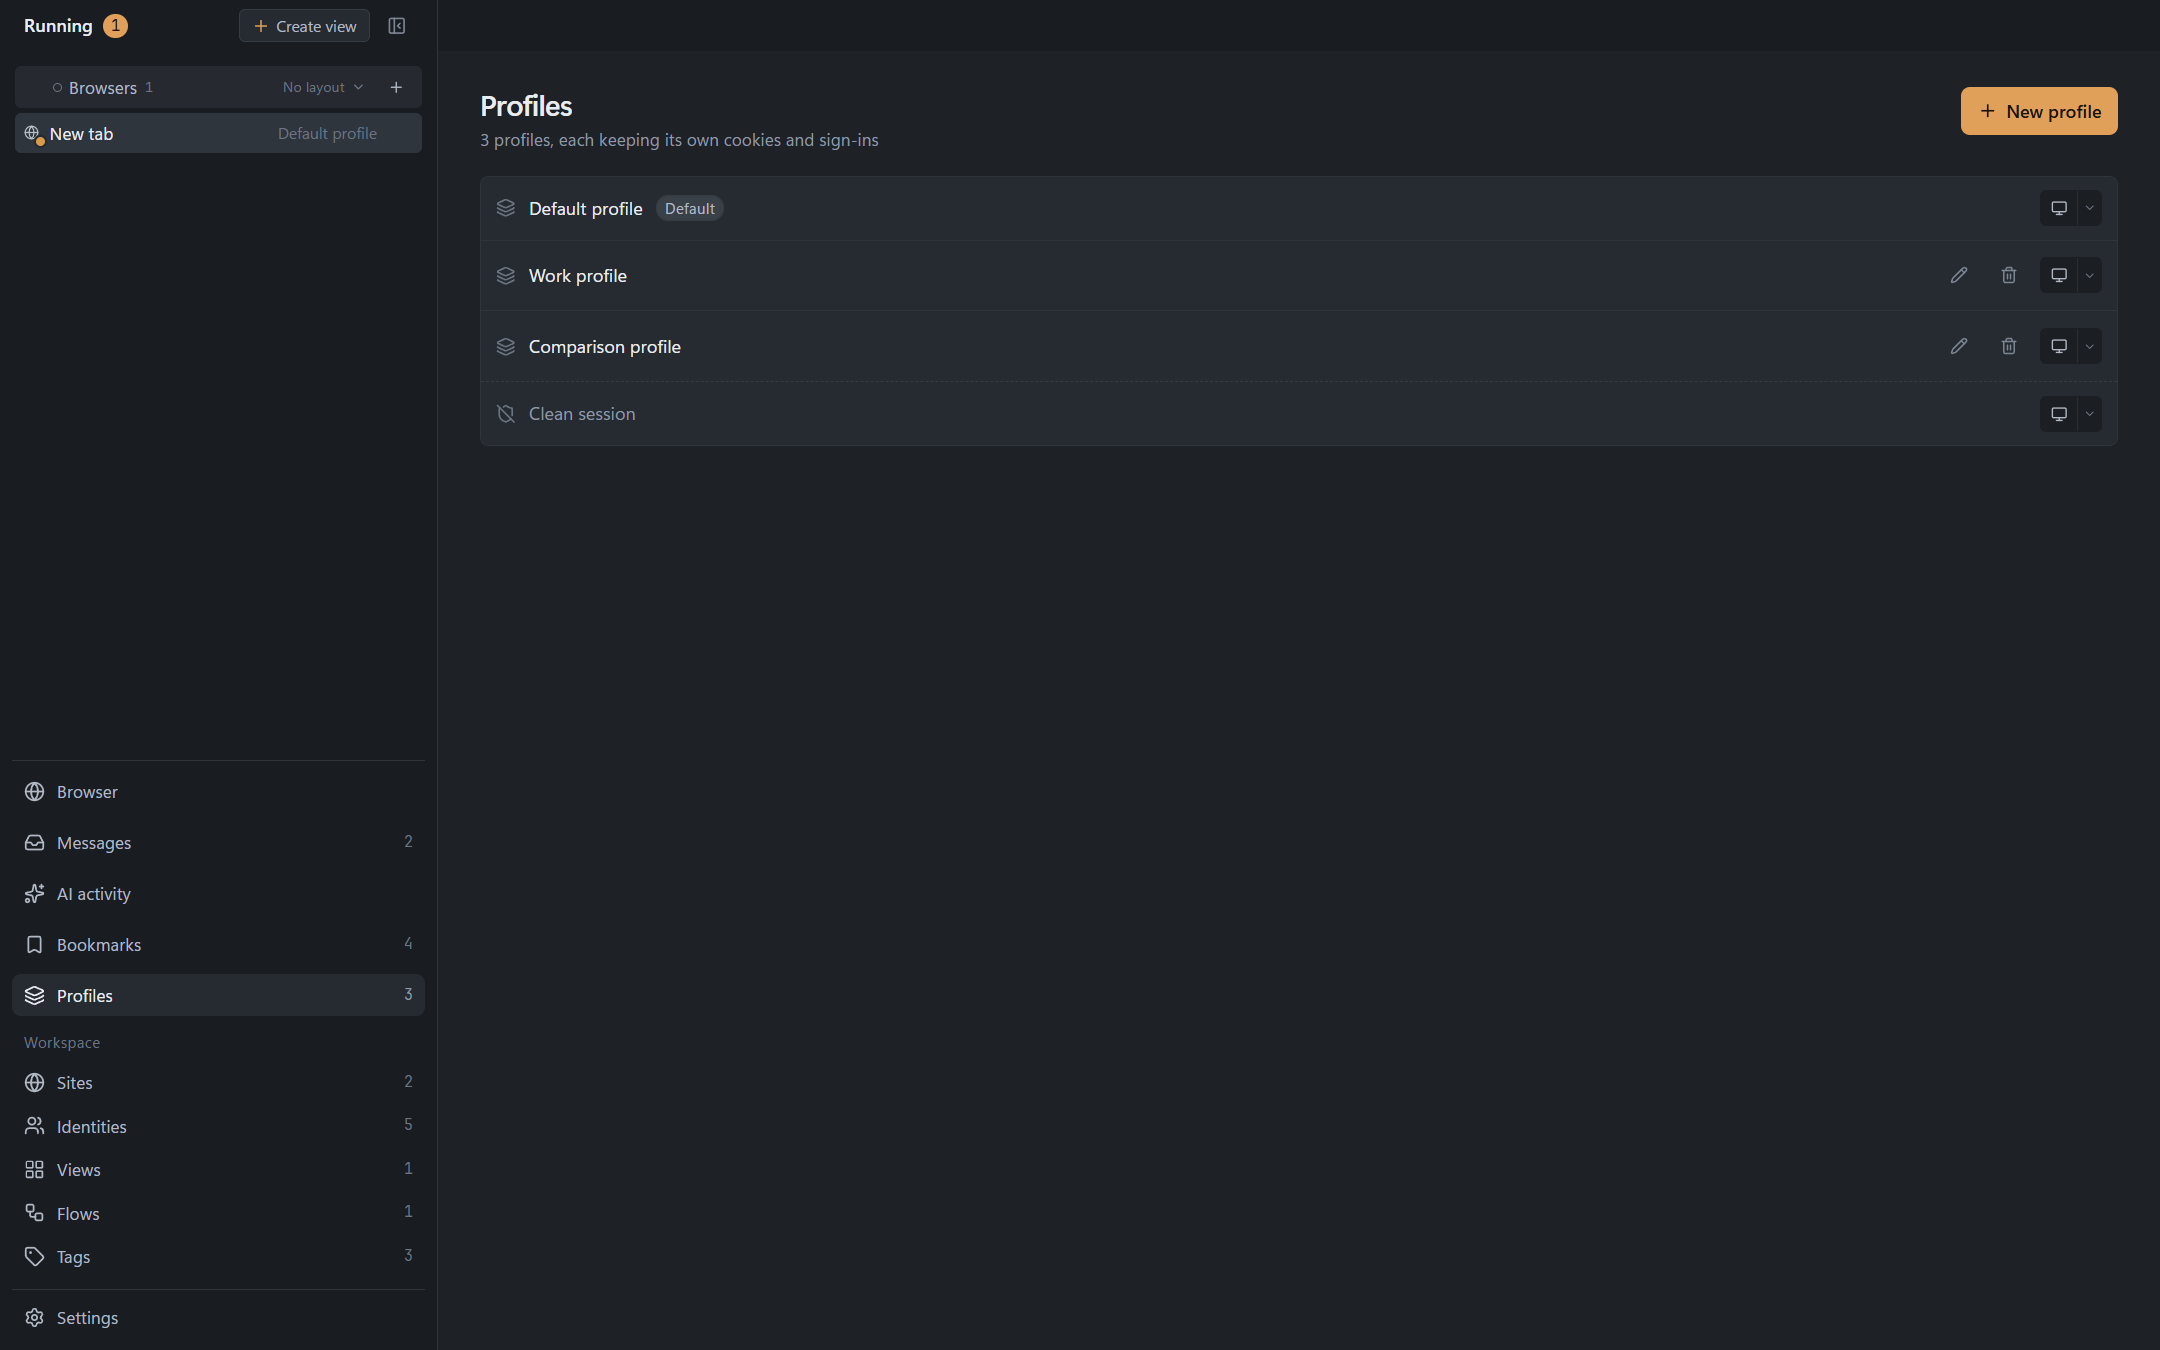 Running 1 Create view
Browsers 1 No layout
New tab Default profile
Browser
Messages 2
AI activity
Bookmarks 4
Profiles 3
Workspace
Sites 2
Identities 5
Views 1
Flows 1
Tags 3
Settings
Profiles
3 profiles, each keeping its own cookies and sign-ins
New profile
Default profile Default
Work profile
Comparison profile
Clean session